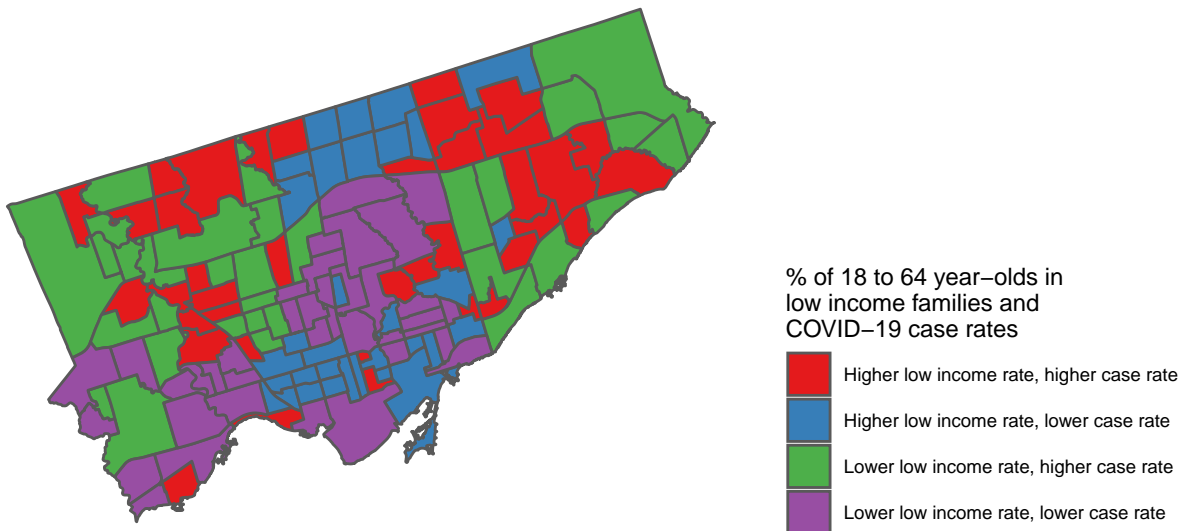 % of 18 to 64 year−olds in
low income families and
COVID−19 case rates
Higher low income rate, higher case rate
Higher low income rate, lower case rate
Lower low income rate, higher case rate
Lower low income rate, lower case rate